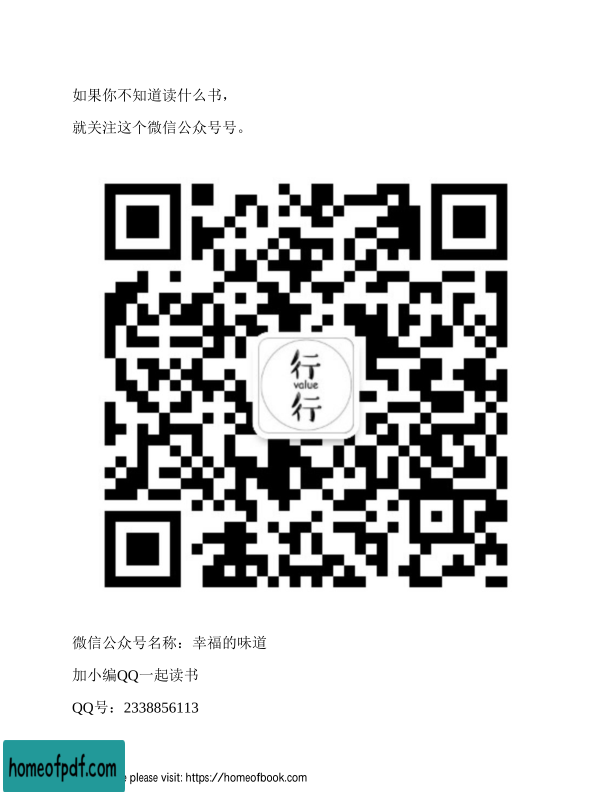 如果你不知道读什么书，
就关注这个微信公众号号。
行
value
行
微信公众号名称：幸福的味道
加小编QQ一起读书
QQ号：2338856113
homeofpdf.com
e please visit: https://homeofbook.com